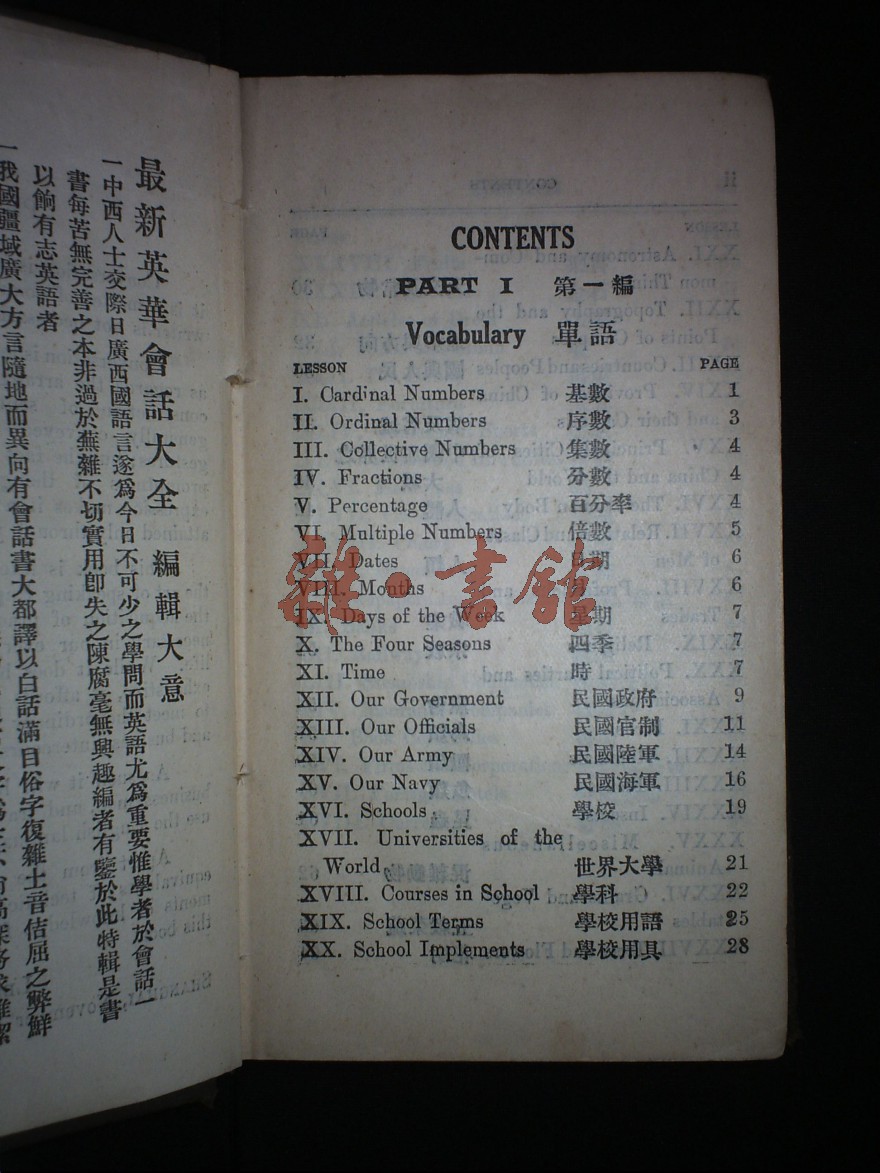 最新英華會話大全 編輯大意
一中西人士交際日廣西國語言遂爲今日不可少之學問而英語尤爲重要惟學者於會話一
書每苦無完善之本非過於蕪雜不切實用卽失之陳腐毫無興趣編者有鑒於此特輯是書
以餉有志英語者
一我國疆域廣大方言隨地而異向有會話書大都譯以白話滿目俗字復雜土音佶屈之弊鮮
CONTENTS
PART I 第一編
Vocabulary 單語
LESSON PAGE
I. Cardinal Numbers 基數 1
II. Ordinal Numbers 序數 3
III. Collective Numbers 集數 4
IV. Fractions 分數 4
V. Percentage 百分率 4
VI. Multiple Numbers 倍數 5
VII. Dates 日期 6
VIII. Months 月 6
IX. Days of the Week 星期 7
X. The Four Seasons 四季 7
XI. Time 時 7
XII. Our Government 民國政府 9
XIII. Our Officials 民國官制 11
XIV. Our Army 民國陸軍 14
XV. Our Navy 民國海軍 16
XVI. Schools 學校 19
XVII. Universities of the
World 世界大學 21
XVIII. Courses in School 學科 22
XIX. School Terms 學校用語 25
XX. School Implements 學校用具 28
雜·書館